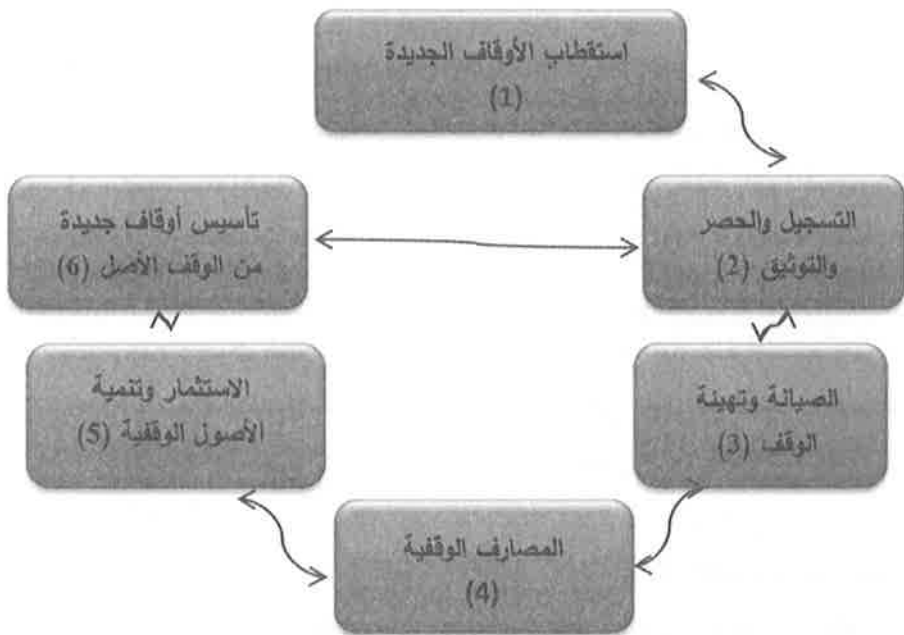 استقطاب الأوقاف الجديدة
(1)
التسجيل والحصر
والتوثيق (2)
الصيانة وتهيئة
الوقف (3)
المصارف الوقفية
(4)
الاستثمار وتنمية
الأصول الوقفية (5)
تأسيس أوقاف جديدة
من الوقف الأصل (6)